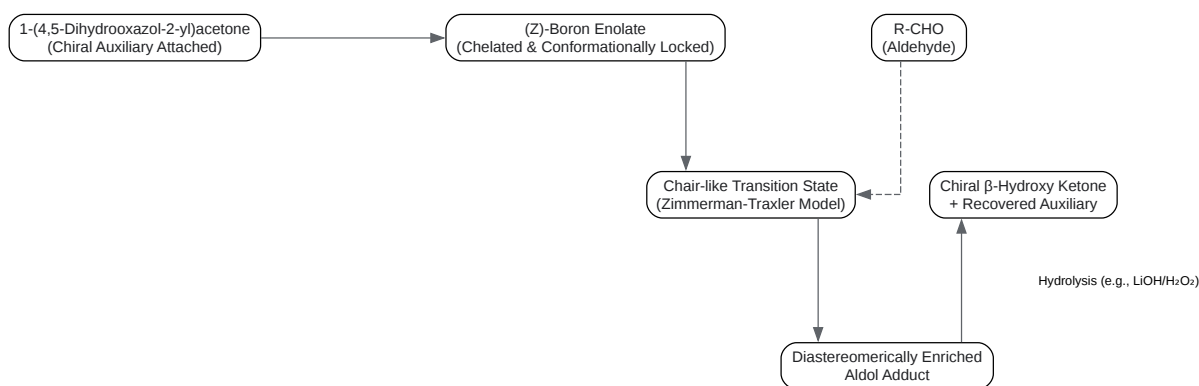 1-(4,5-Dihydrooxazol-2-yl)acetone
(Chiral Auxiliary Attached)
(Z)-Boron Enolate
(Chelated & Conformationally Locked)
R-CHO
(Aldehyde)
Chair-like Transition State
(Zimmerman-Traxler Model)
Chiral β-Hydroxy Ketone
+ Recovered Auxiliary
Hydrolysis (e.g., LiOH/H₂O₂)
Diastereomerically Enriched
Aldol Adduct